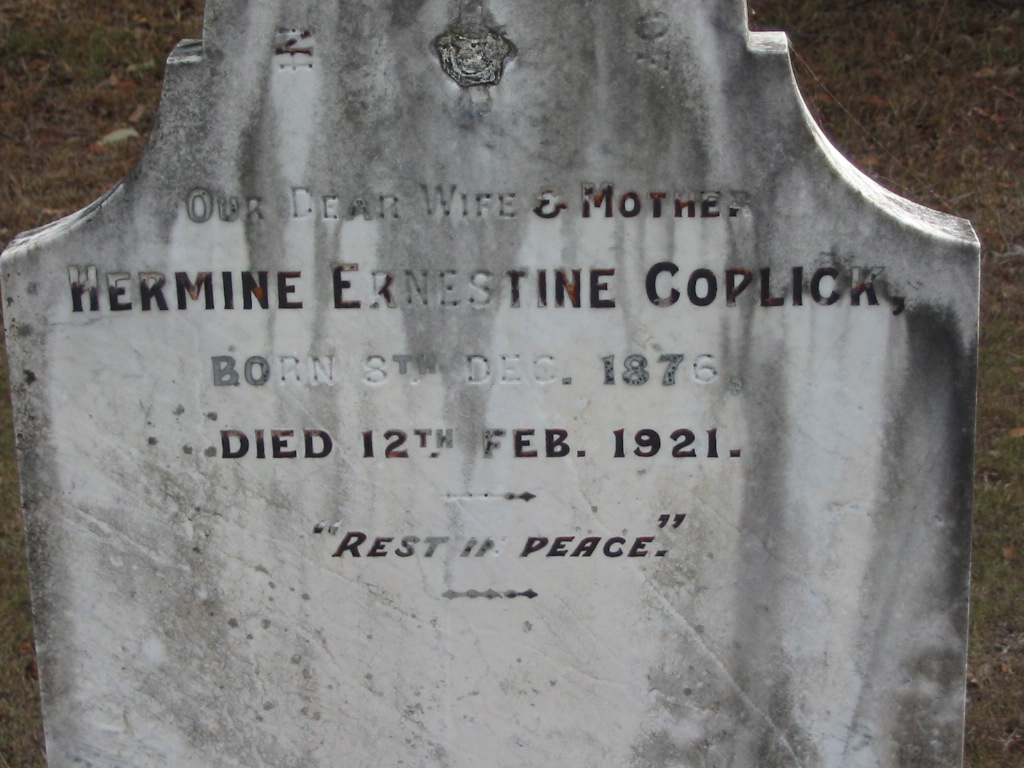 OUR DEAR WIFE & MOTHER
HERMINE ERNESTINE COPLICK,
BORN 8TH DEC. 1876,
DIED 12TH FEB. 1921.
"REST IN PEACE."